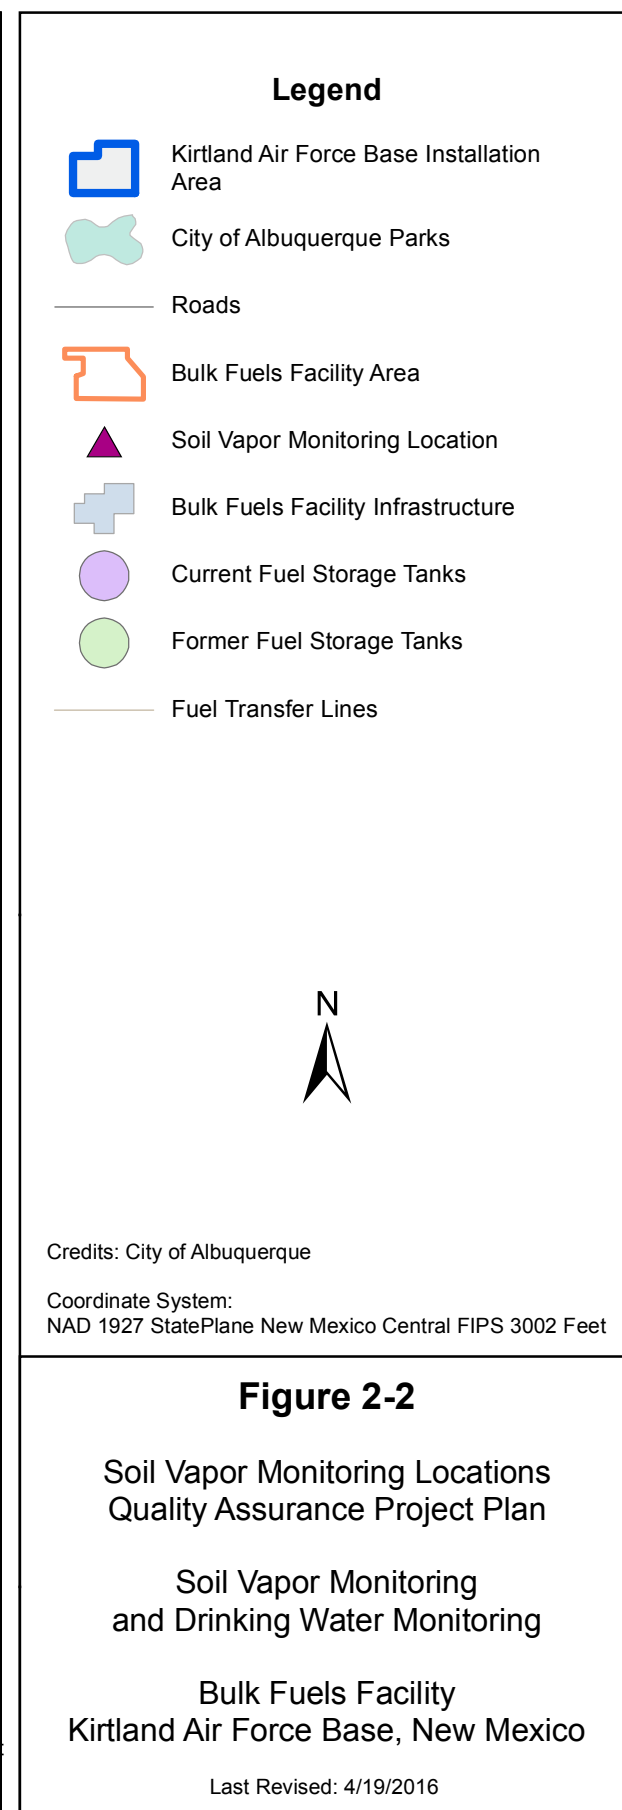 Legend
Kirtland Air Force Base Installation
Area
City of Albuquerque Parks
Roads
Bulk Fuels Facility Area
Soil Vapor Monitoring Location
Bulk Fuels Facility Infrastructure
Current Fuel Storage Tanks
Former Fuel Storage Tanks
Fuel Transfer Lines
N
Credits: City of Albuquerque
Coordinate System:
NAD 1927 StatePlane New Mexico Central FIPS 3002 Feet
Figure 2-2
Soil Vapor Monitoring Locations
Quality Assurance Project Plan
Soil Vapor Monitoring
and Drinking Water Monitoring
Bulk Fuels Facility
Kirtland Air Force Base, New Mexico
Last Revised: 4/19/2016